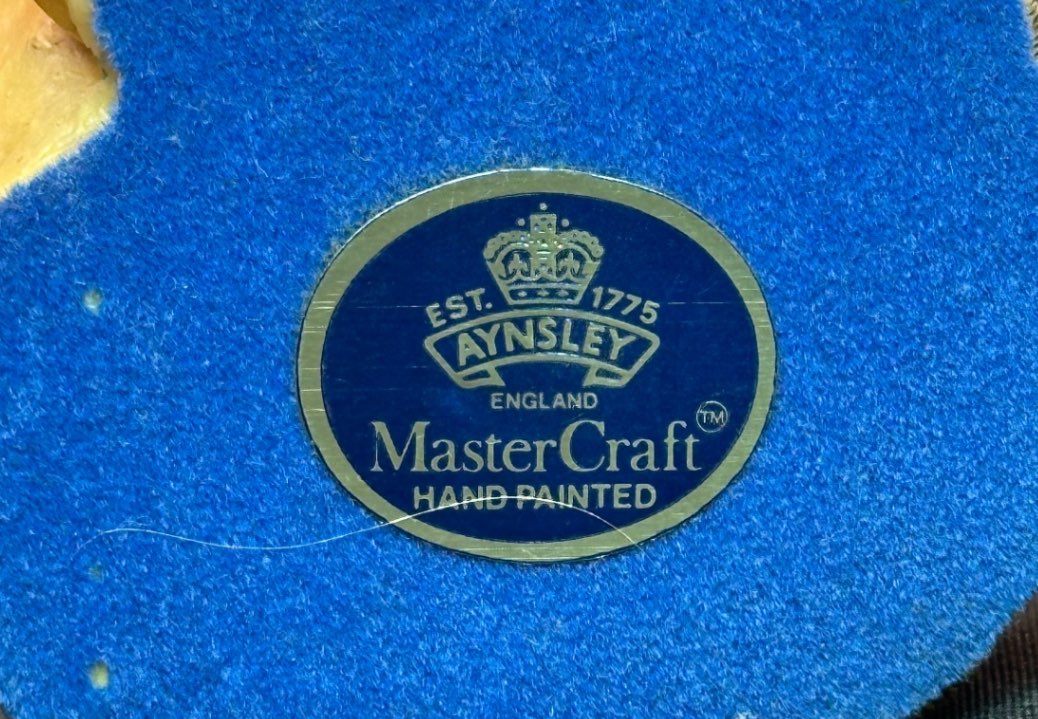 EST. 1775
AYNSLEY
ENGLAND
MasterCraft™
HAND PAINTED